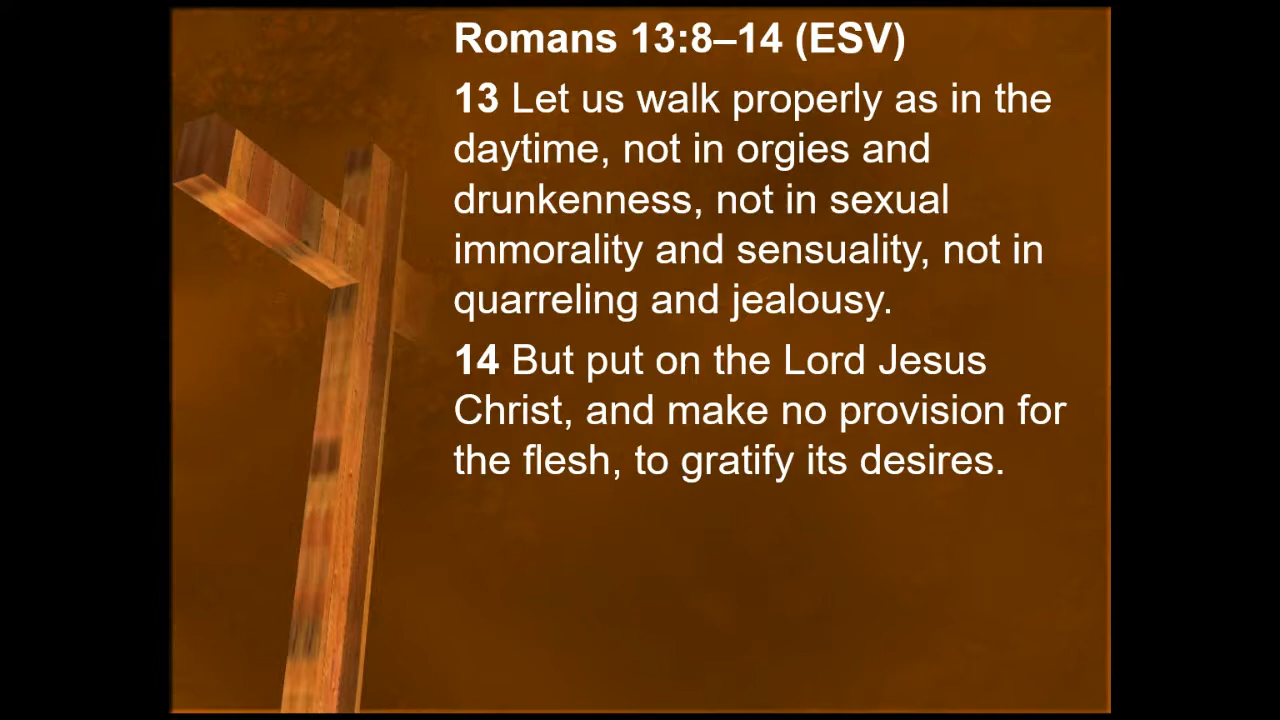 Romans 13:8–14 (ESV)
13 Let us walk properly as in the
daytime, not in orgies and
drunkenness, not in sexual
immorality and sensuality, not in
quarreling and jealousy.
14 But put on the Lord Jesus
Christ, and make no provision for
the flesh, to gratify its desires.